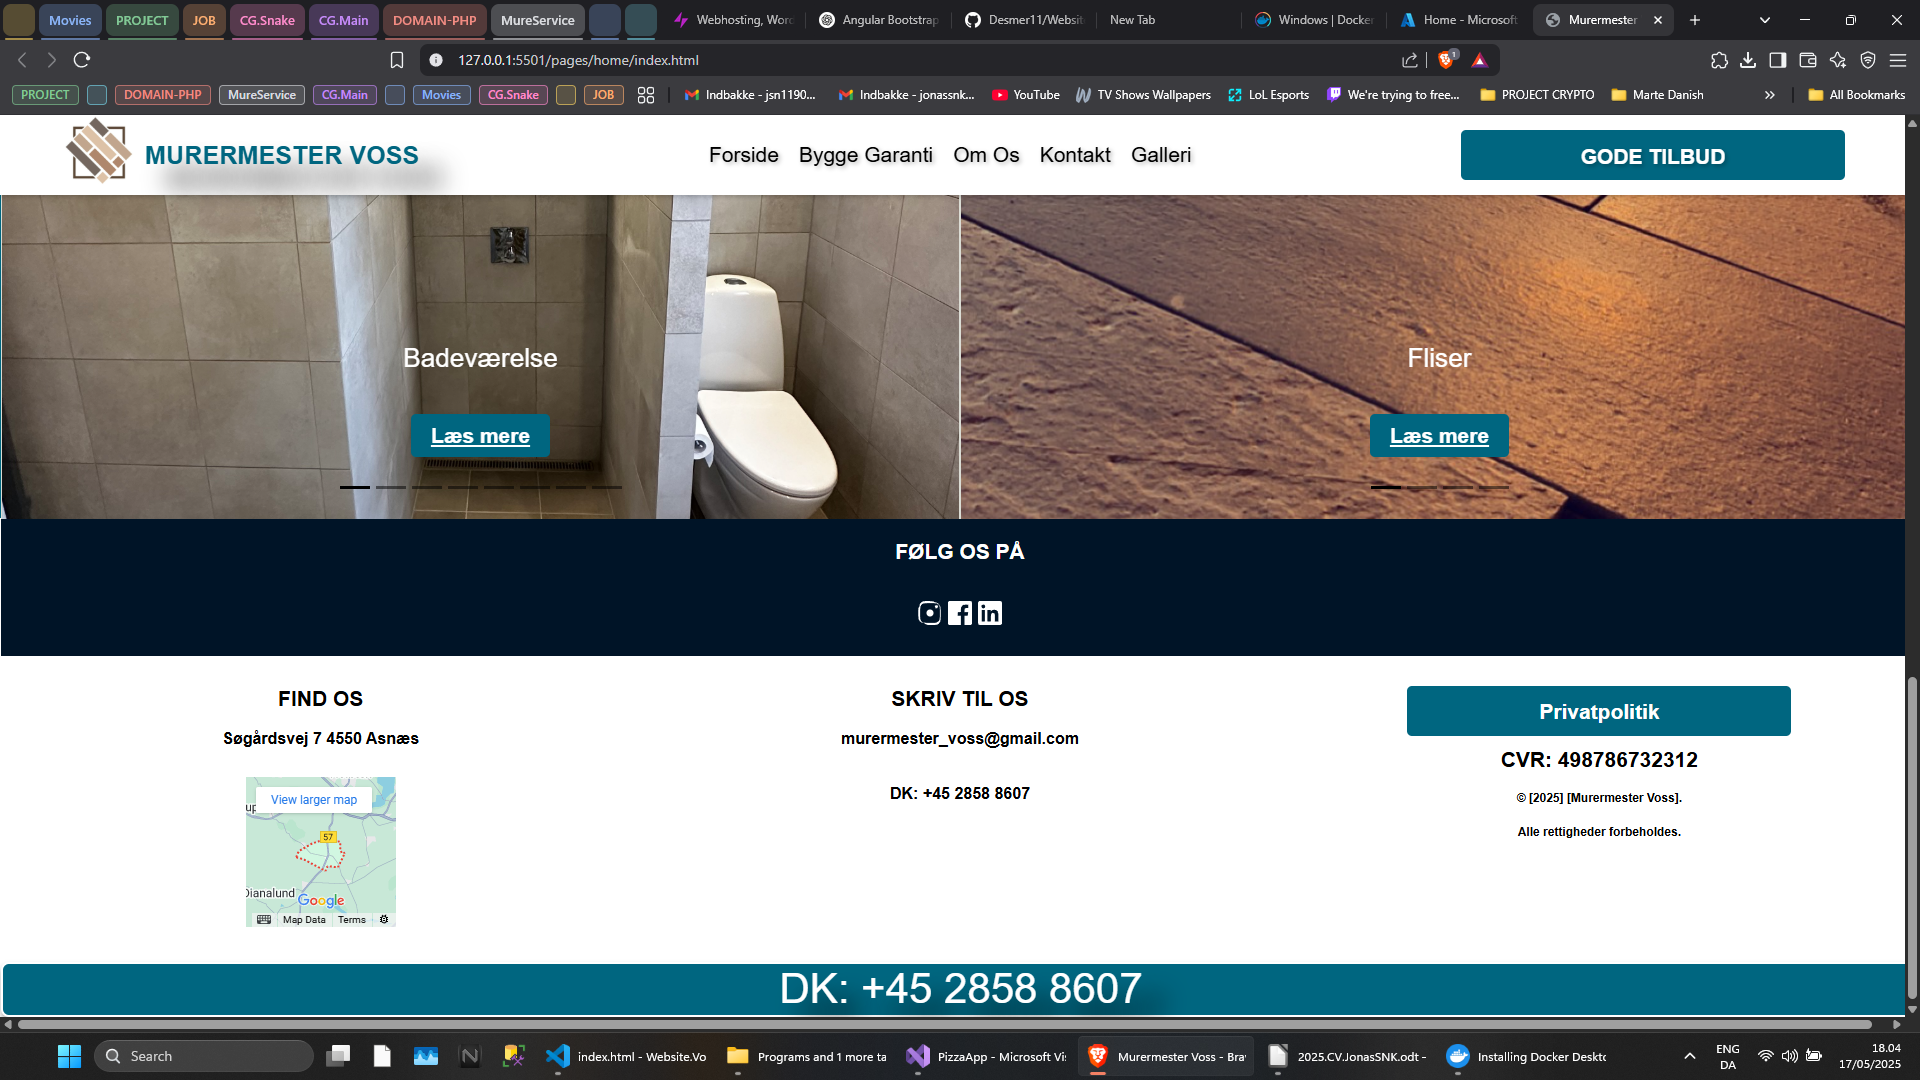 Movies
PROJECT
JOB
CG.Snake
CG.Main
DOMAIN-PHP
MureService
Webhosting, Word
Angular Bootstrap
Desmer11/Website
New Tab
Windows | Docker
Home - Microsoft
Murermester
127.0.0.1:5501/pages/home/index.html
1
PROJECT
DOMAIN-PHP
MureService
CG.Main
Movies
CG.Snake
JOB
Indbakke - jsn1190...
Indbakke - jonassnk...
YouTube
TV Shows Wallpapers
LoL Esports
We're trying to free...
PROJECT CRYPTO
Marte Danish
All Bookmarks
MURERMESTER VOSS
Forside
Bygge Garanti
Om Os
Kontakt
Galleri
GODE TILBUD
Badeværelse
Læs mere
Fliser
Læs mere
FØLG OS PÅ
FIND OS
Søgårdsvej 7 4550 Asnæs
View larger map
57
Dianalund
Google
Map Data
Terms
SKRIV TIL OS
murermester_voss@gmail.com
DK: +45 2858 8607
Privatpolitik
CVR: 498786732312
© [2025] [Murermester Voss].
Alle rettigheder forbeholdes.
DK: +45 2858 8607
Search
index.html - Website.Vo
Programs and 1 more ta
PizzaApp - Microsoft Vi
Murermester Voss - Bra
2025.CV.JonasSNK.odt -
Installing Docker Deskto
ENG
DA
18.04
17/05/2025